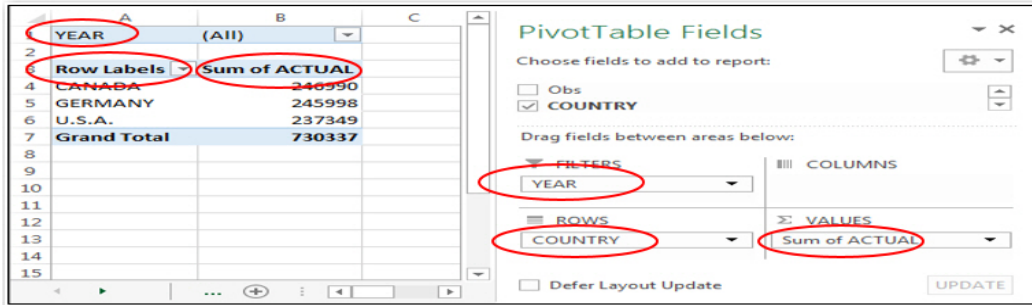 A B C
1 YEAR (All)
2
3 Row Labels Sum of ACTUAL
4 CANADA 246990
5 GERMANY 245998
6 U.S.A. 237349
7 Grand Total 730337
8
9
10
11
12
13
14
15
...
PivotTable Fields
Choose fields to add to report:
Obs
COUNTRY
Drag fields between areas below:
FILTERS COLUMNS
YEAR
ROWS Σ VALUES
COUNTRY Sum of ACTUAL
Defer Layout Update UPDATE